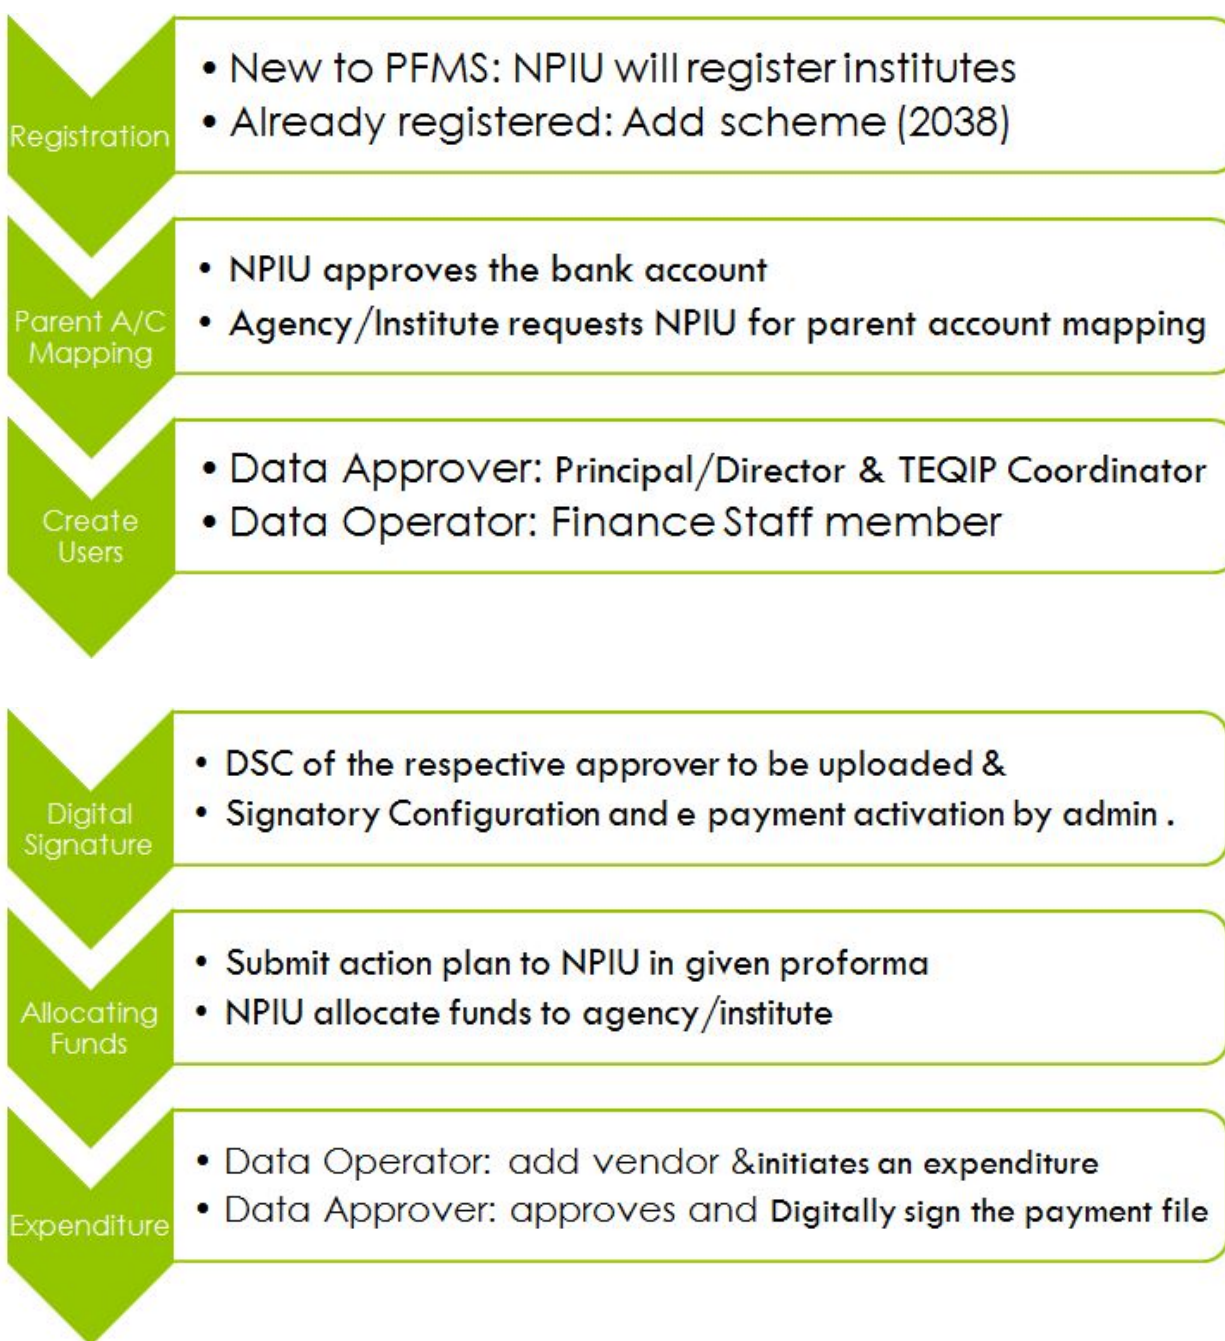 Registration
• New to PFMS: NPIU will register institutes
• Already registered: Add scheme (2038)
Parent A/C
Mapping
• NPIU approves the bank account
• Agency/Institute requests NPIU for parent account mapping
Create
Users
• Data Approver: Principal/Director & TEQIP Coordinator
• Data Operator: Finance Staff member
Digital
Signature
• DSC of the respective approver to be uploaded &
• Signatory Configuration and e payment activation by admin .
Allocating
Funds
• Submit action plan to NPIU in given proforma
• NPIU allocate funds to agency/institute
Expenditure
• Data Operator: add vendor &initiates an expenditure
• Data Approver: approves and Digitally sign the payment file